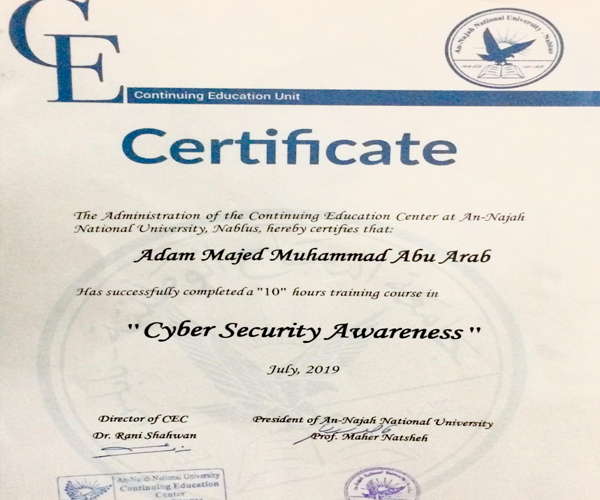 CE
An-Najah National University - Nablus
Continuing Education Unit
Certificate
The Administration of the Continuing Education Center at An-Najah
National University, Nablus, hereby certifies that:
Adam Majed Muhammad Abu Arab
Has successfully completed a "10" hours training course in
"Cyber Security Awareness"
July, 2019
Director of CEC
Dr. Rani Shahwan
President of An-Najah National University
Prof. Maher Natsheh
An-Najah National University
Continuing Education
Center